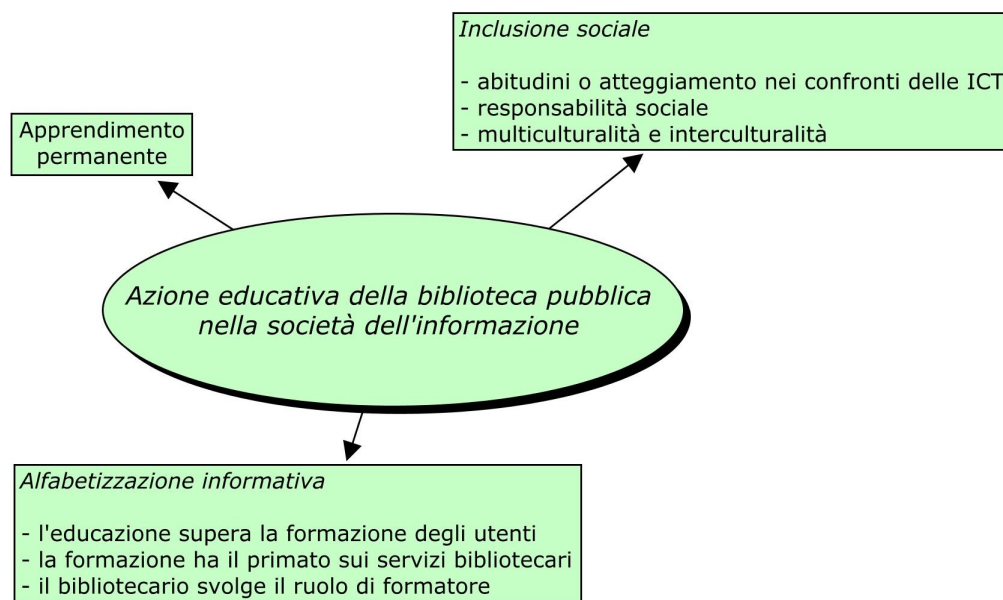 Inclusione sociale
- abitudini o atteggiamento nei confronti delle ICT
- responsabilità sociale
- multiculturalità e interculturalità
Apprendimento
permanente
Azione educativa della biblioteca pubblica
nella società dell'informazione
Alfabetizzazione informativa
- l'educazione supera la formazione degli utenti
- la formazione ha il primato sui servizi bibliotecari
- il bibliotecario svolge il ruolo di formatore